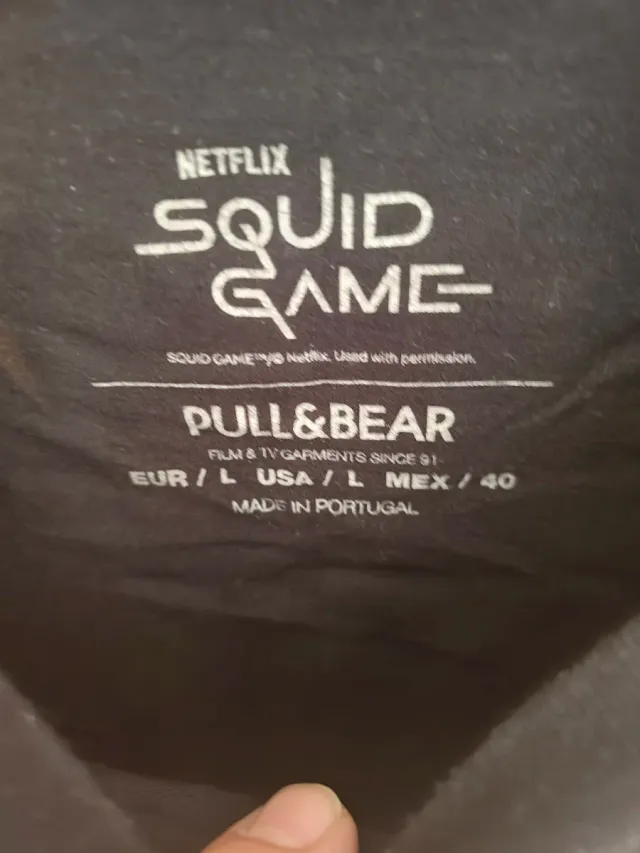 NETFLIX
SQUID
GAME
SQUID GAME™/© Netflix. Used with permission.
PULL&BEAR
FILM & TV GARMENTS SINCE 91
EUR / L USA / L MEX / 40
MADE IN PORTUGAL